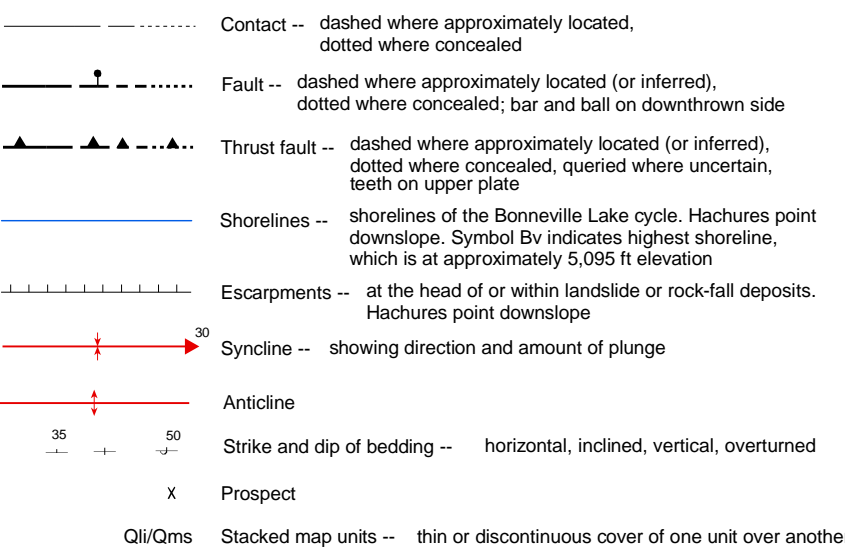 Contact -- dashed where approximately located,
dotted where concealed
Fault -- dashed where approximately located (or inferred),
dotted where concealed; bar and ball on downthrown side
Thrust fault -- dashed where approximately located (or inferred),
dotted where concealed, queried where uncertain,
teeth on upper plate
Shorelines -- shorelines of the Bonneville Lake cycle. Hachures point
downslope. Symbol Bv indicates highest shoreline,
which is at approximately 5,095 ft elevation
Escarpments -- at the head of or within landslide or rock-fall deposits.
Hachures point downslope
30
Syncline -- showing direction and amount of plunge
Anticline
35 50
Strike and dip of bedding -- horizontal, inclined, vertical, overturned
X Prospect
Qli/Qms Stacked map units -- thin or discontinuous cover of one unit over anothe